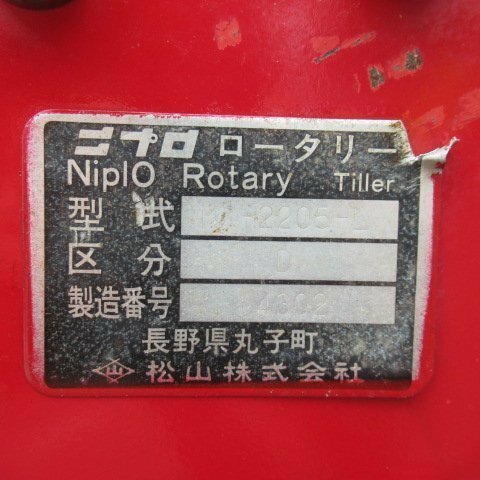 ニプロ ロータリー
NiplO Rotary Tiller
型式
区分 0
製造番号
長野県丸子町
松山株式会社